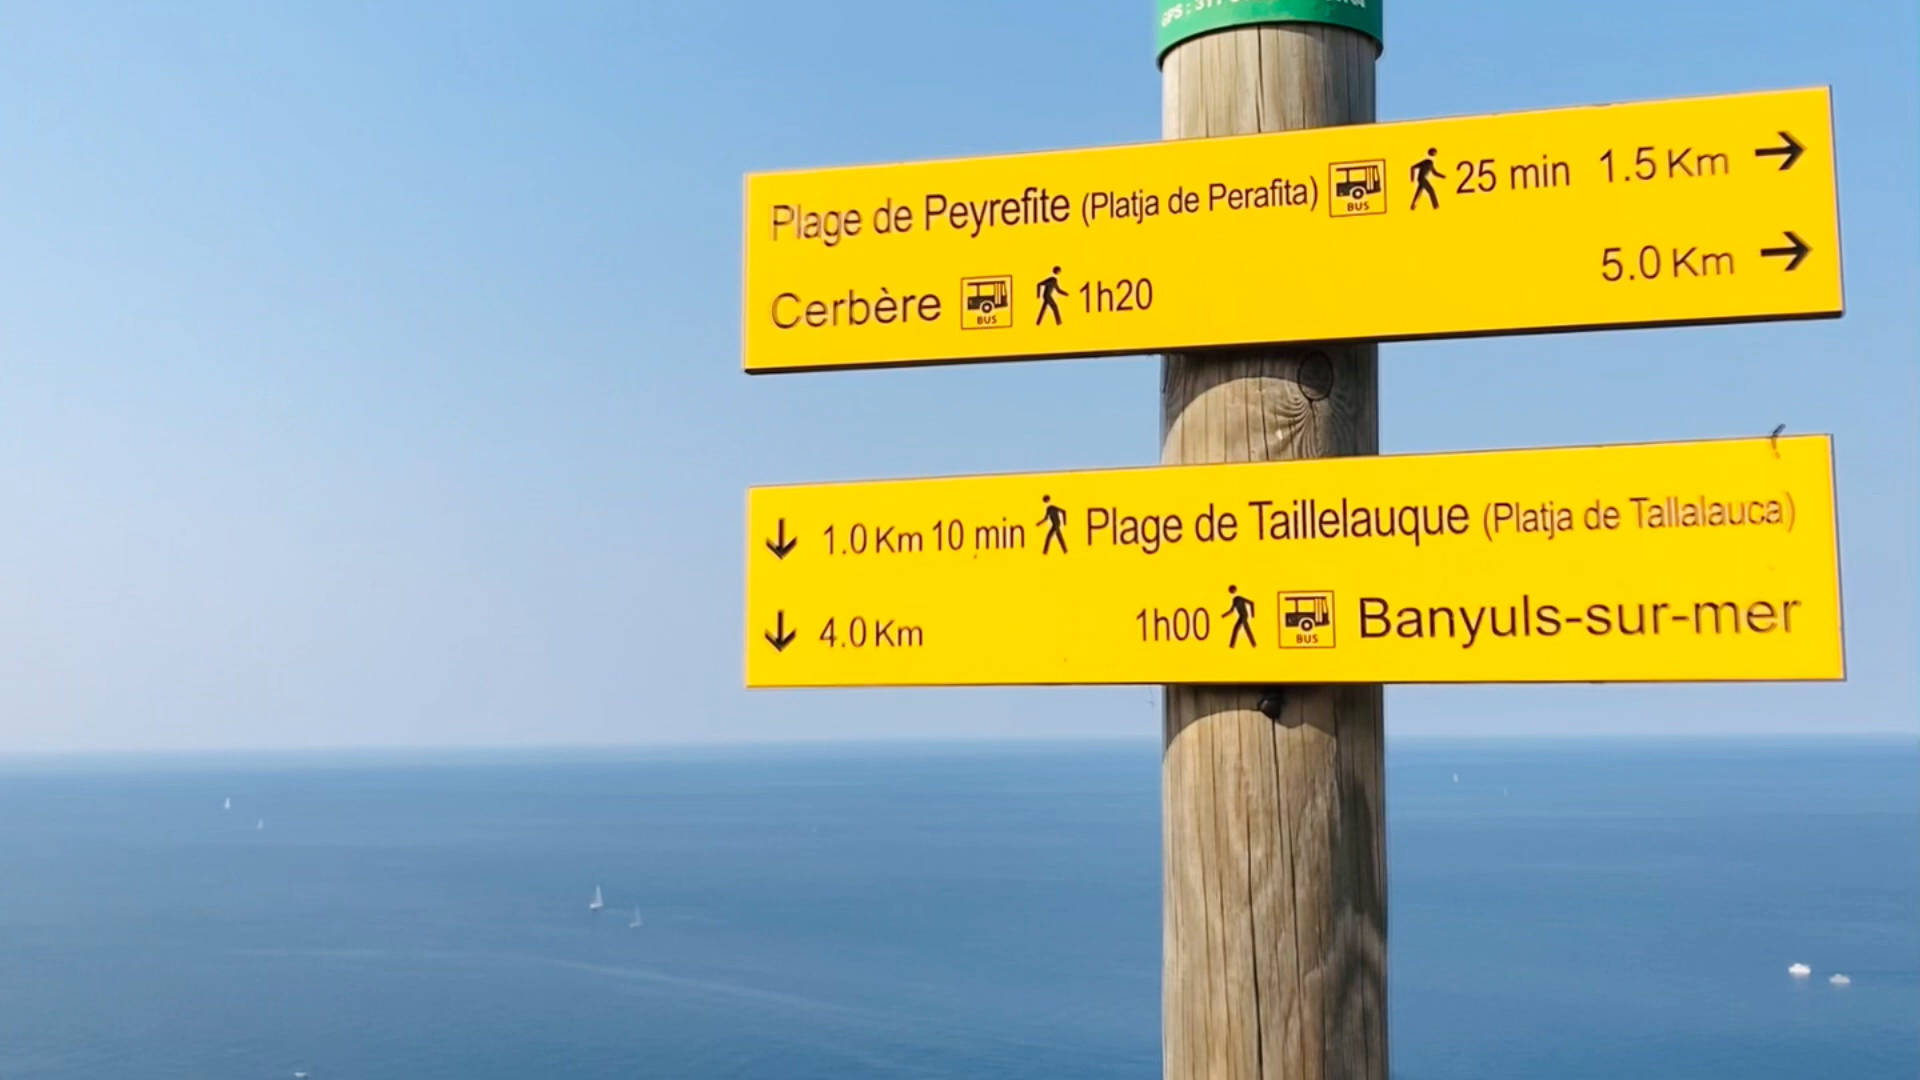 GPS :
Plage de Peyrefite (Platja de Perafita) BUS 25 min 1.5 Km →
Cerbère BUS 1h20 5.0 Km →
↓ 1.0 Km 10 min Plage de Taillelauque (Platja de Tallalauca)
↓ 4.0 Km 1h00 BUS Banyuls-sur-mer